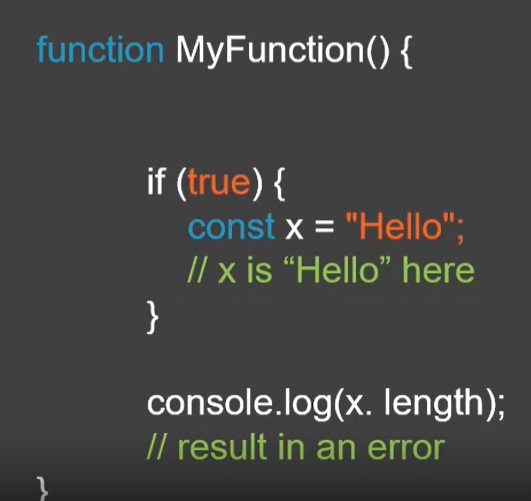 function MyFunction() {
if (true) {
const x = "Hello";
// x is “Hello” here
}
console.log(x. length);
// result in an error
}